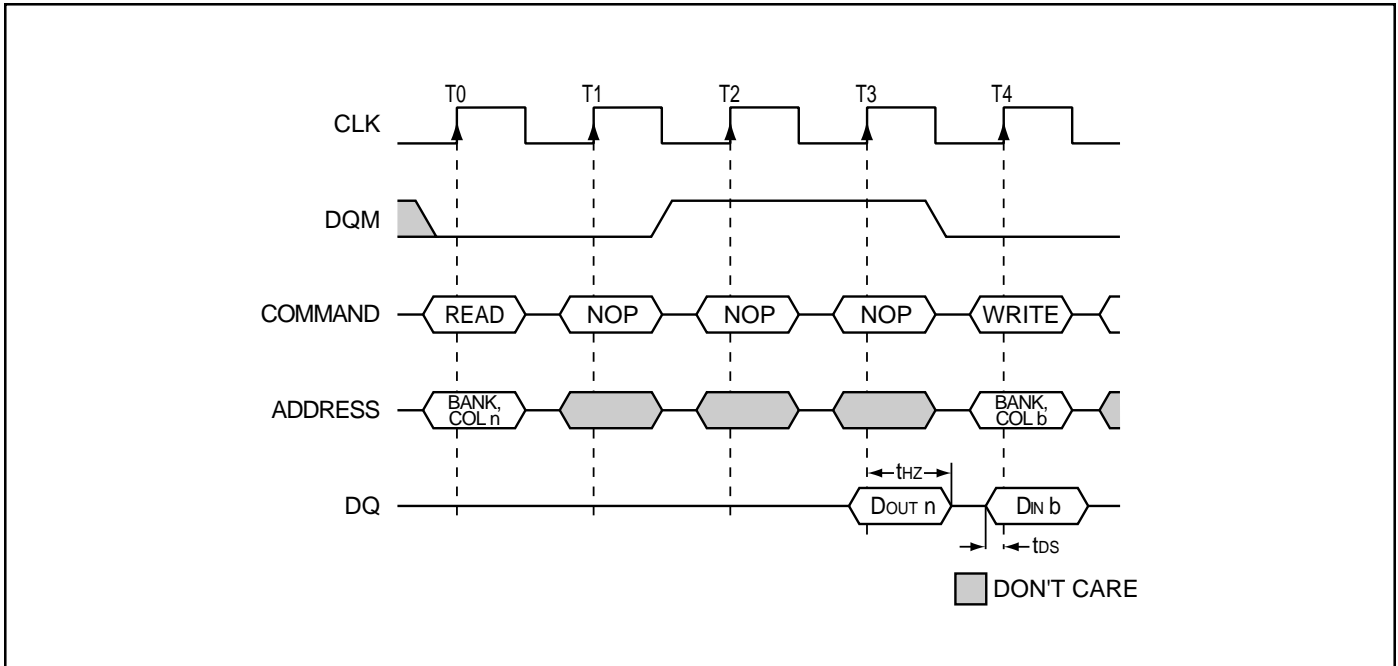 T0 T1 T2 T3 T4
CLK
DQM
COMMAND READ NOP NOP NOP WRITE
ADDRESS BANK, COL n BANK, COL b
tHZ
DQ DOUT n DIN b
tDS
DON'T CARE